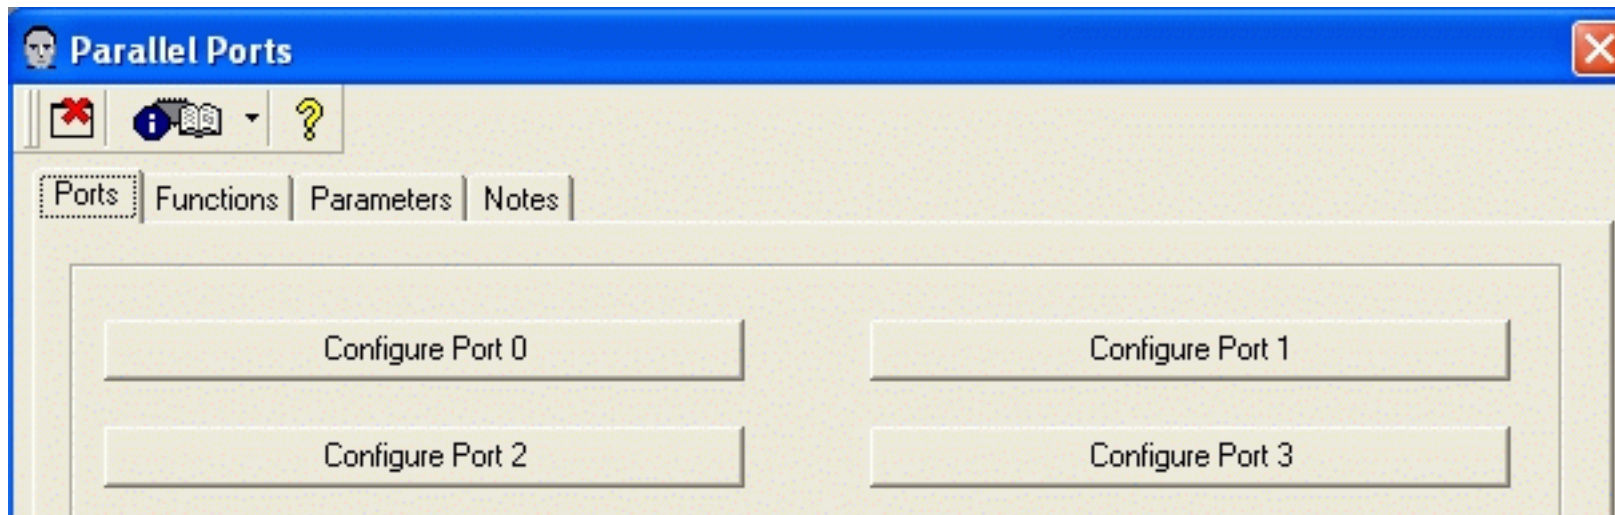 Parallel Ports
Ports Functions Parameters Notes
Configure Port 0 Configure Port 1
Configure Port 2 Configure Port 3